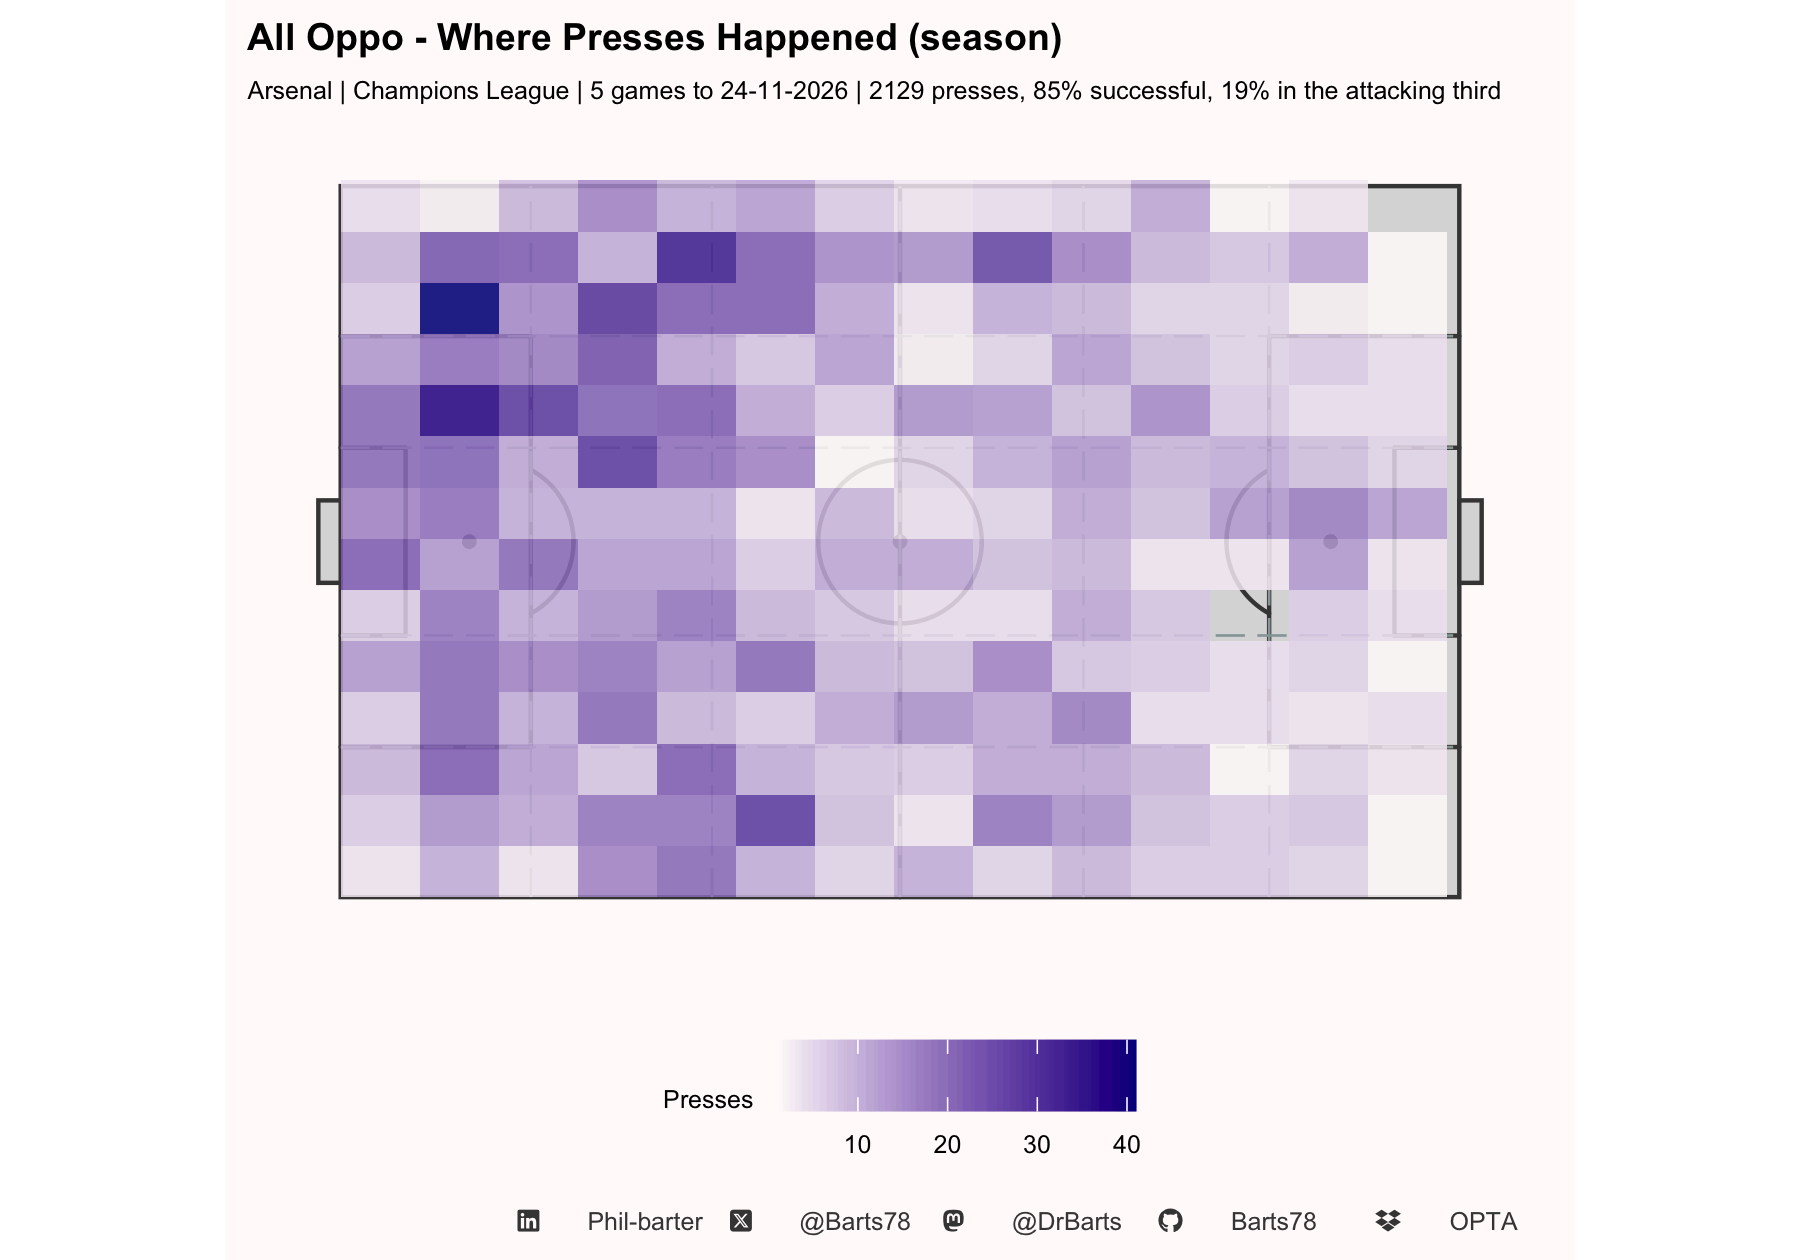 All Oppo - Where Presses Happened (season)
Arsenal | Champions League | 5 games to 24-11-2026 | 2129 presses, 85% successful, 19% in the attacking third
Presses
10 20 30 40
Phil-barter @Barts78 @DrBarts Barts78 OPTA